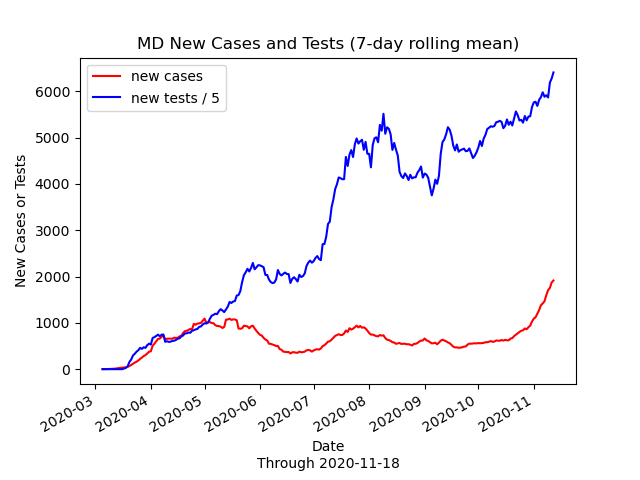 MD New Cases and Tests (7-day rolling mean)
new cases
new tests / 5
New Cases or Tests
6000
5000
4000
3000
2000
1000
0
2020-03
2020-04
2020-05
2020-06
2020-07
2020-08
2020-09
2020-10
2020-11
Date
Through 2020-11-18